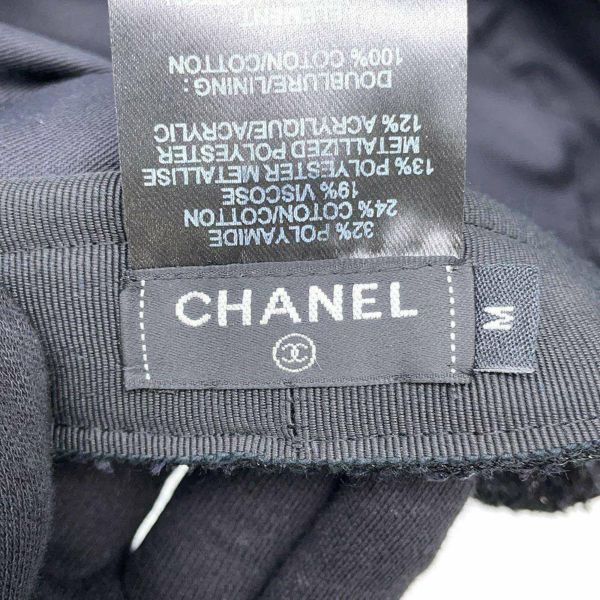 32% POLYAMIDE
24% COTON/COTTON
19% VISCOSE
13% POLYESTER METALLISE
METALLIZED POLYESTER
12% ACRYLIQUE/ACRYLIC
DOUBLURE/LINING :
100% COTON/COTTON
CHANEL
M